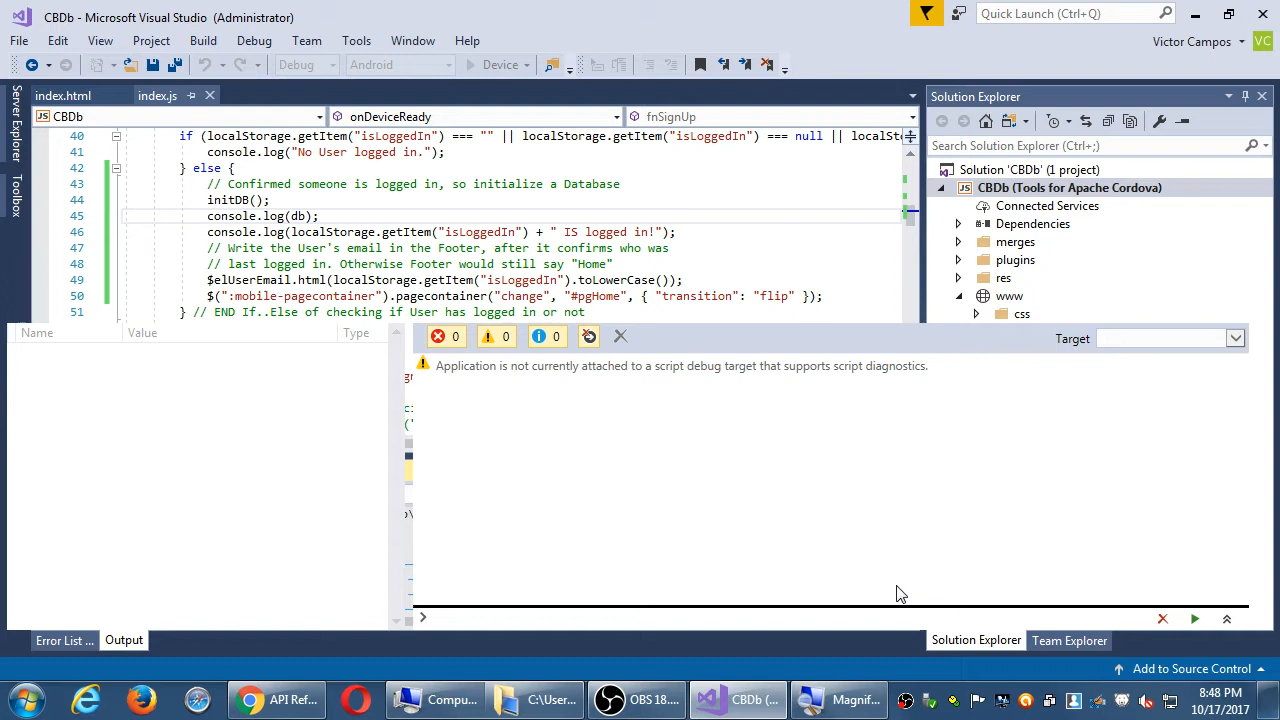 CBDb - Microsoft Visual Studio (Administrator)
Quick Launch (Ctrl+Q)
File Edit View Project Build Debug Team Tools Window Help
Victor Campos VC
Debug Android Device
Server Explorer
Toolbox
index.html index.js
CBDb onDeviceReady fnSignUp
40 if (localStorage.getItem("isLoggedIn") === "" || localStorage.getItem("isLoggedIn") === null || localSto
41 console.log("No User logged in.");
42 } else {
43 // Confirmed someone is logged in, so initialize a Database
44 initDB();
45 console.log(db);
46 console.log(localStorage.getItem("isLoggedIn") + " IS logged in!");
47 // Write the User's email in the Footer, after it confirms who was
48 // last logged in. Otherwise Footer would still say "Home"
49 $elUserEmail.html(localStorage.getItem("isLoggedIn").toLowerCase());
50 $(":mobile-pagecontainer").pagecontainer("change", "#pgHome", { "transition": "flip" });
51 } // END If..Else of checking if User has logged in or not
Solution Explorer
Search Solution Explorer (Ctrl+;)
Solution 'CBDb' (1 project)
JS CBDb (Tools for Apache Cordova)
Connected Services
Dependencies
merges
plugins
res
www
css
Name Value Type
0 0 0
Target
Application is not currently attached to a script debug target that supports script diagnostics.
Error List ... Output
Solution Explorer Team Explorer
Add to Source Control
API Ref...
Compu...
C:\User...
OBS 18....
CBDb (...
Magnif...
8:48 PM
10/17/2017